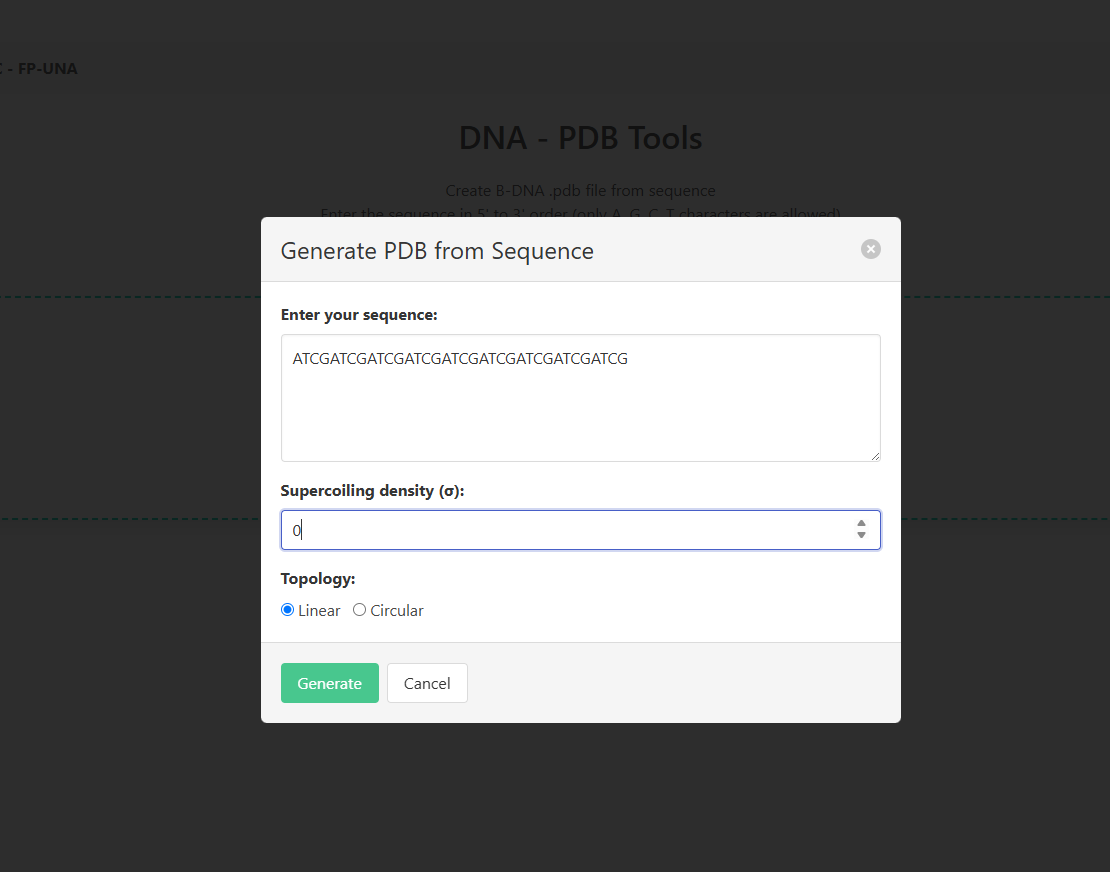 - FP-UNA
DNA - PDB Tools
Create B-DNA .pdb file from sequence
Enter the sequence in 5' to 3' order (only A, G, C, T characters are allowed)
Generate PDB from Sequence
Enter your sequence:
ATCGATCGATCGATCGATCGATCGATCGATCGATCG
Supercoiling density (σ):
0
Topology:
Linear Circular
Generate Cancel